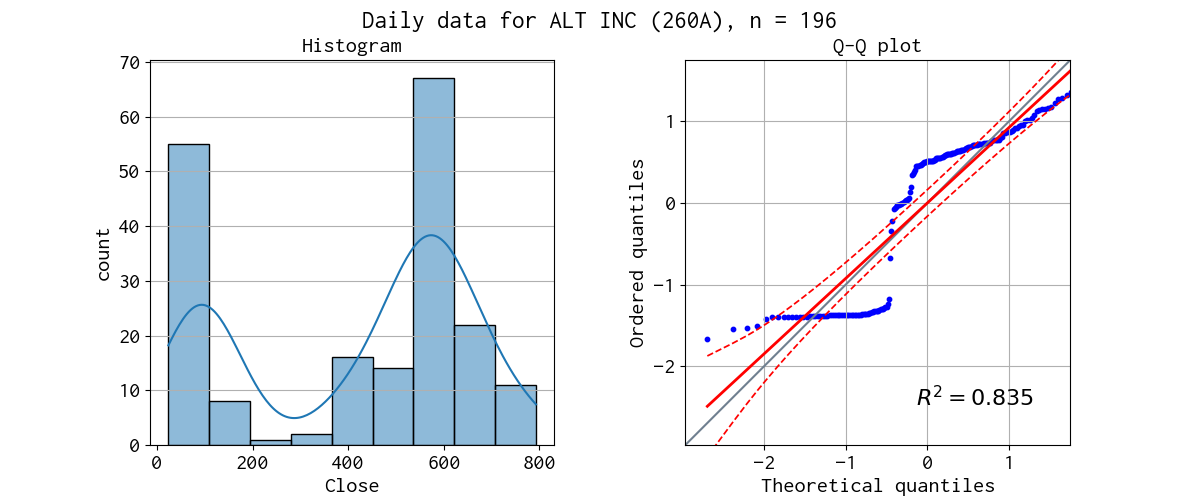 Daily data for ALT INC (260A), n = 196
Histogram
70
60
50
40
30
20
10
0
count
0 200 400 600 800
Close
Q-Q plot
1
0
−1
−2
Ordered quantiles
R² = 0.835
−2 −1 0 1
Theoretical quantiles